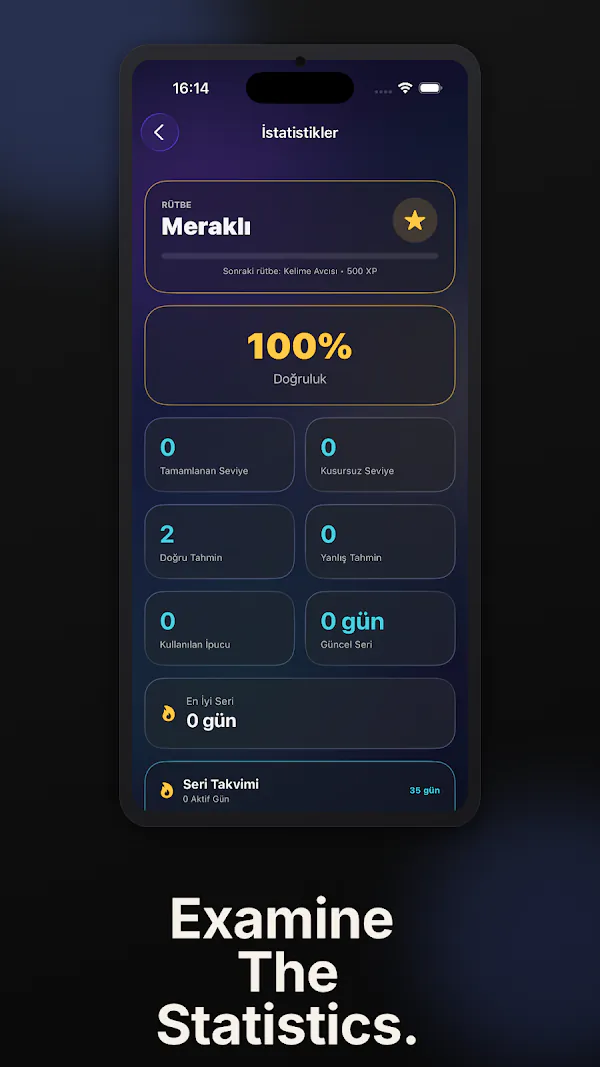 16:14
İstatistikler
RÜTBE
Meraklı
Sonraki rütbe: Kelime Avcısı • 500 XP
100%
Doğruluk
0
Tamamlanan Seviye
0
Kusursuz Seviye
2
Doğru Tahmin
0
Yanlış Tahmin
0
Kullanılan İpucu
0 gün
Güncel Seri
En İyi Seri
0 gün
Seri Takvimi
35 gün
0 Aktif Gün
Examine
The
Statistics.